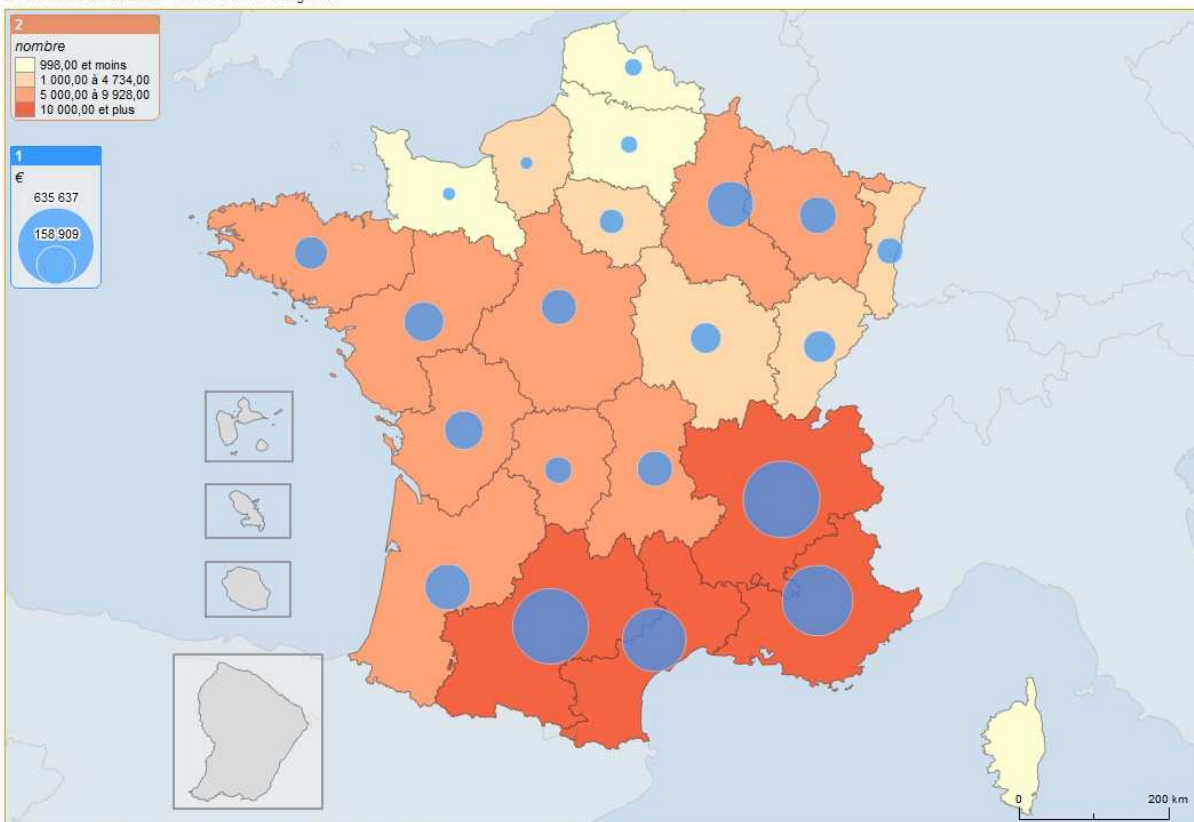 2
nombre
998,00 et moins
1 000,00 à 4 734,00
5 000,00 à 9 928,00
10 000,00 et plus
1
€
635 637
158 909
0
200 km